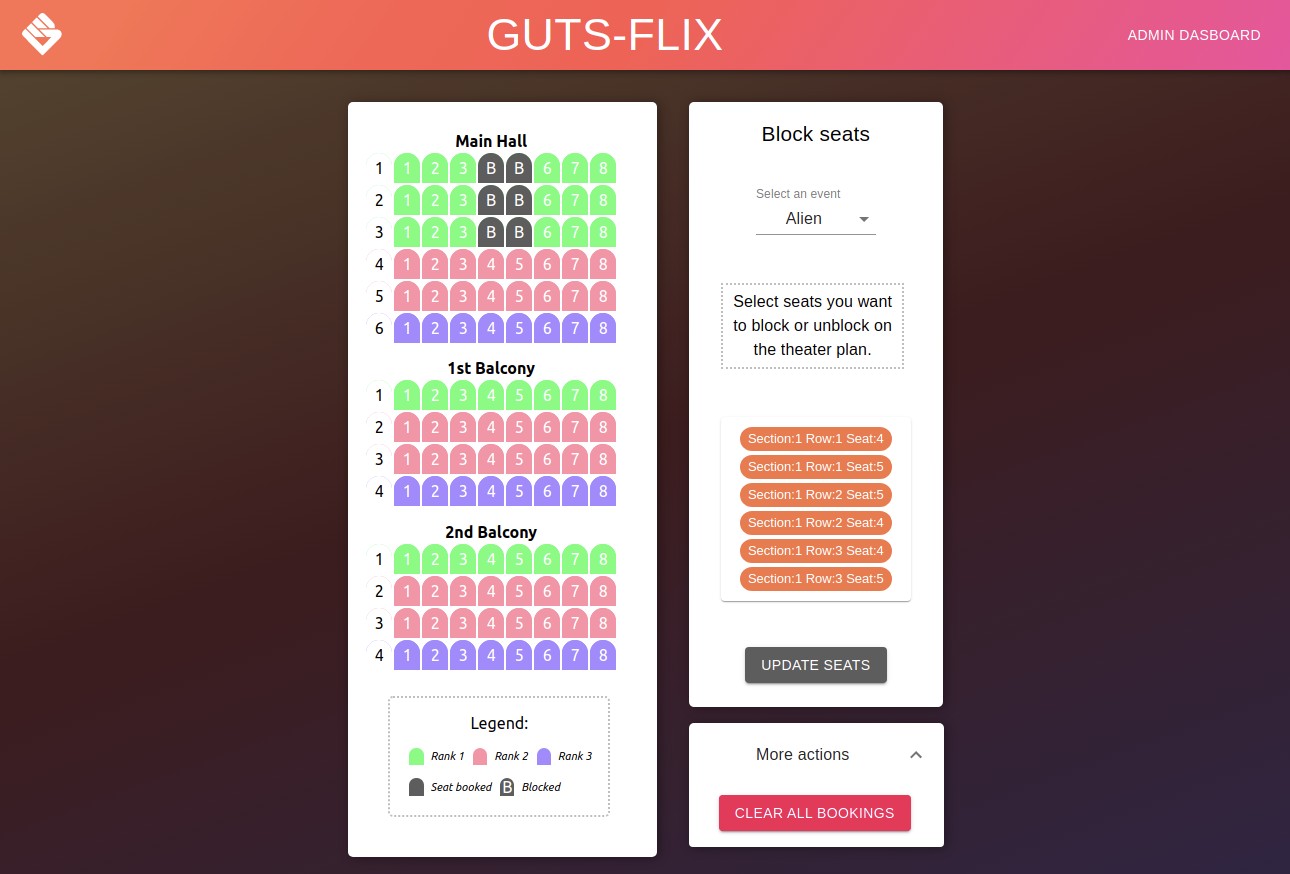 GUTS-FLIX
ADMIN DASBOARD
Main Hall
1 1 2 3 B B 6 7 8
2 1 2 3 B B 6 7 8
3 1 2 3 B B 6 7 8
4 1 2 3 4 5 6 7 8
5 1 2 3 4 5 6 7 8
6 1 2 3 4 5 6 7 8
1st Balcony
1 1 2 3 4 5 6 7 8
2 1 2 3 4 5 6 7 8
3 1 2 3 4 5 6 7 8
4 1 2 3 4 5 6 7 8
2nd Balcony
1 1 2 3 4 5 6 7 8
2 1 2 3 4 5 6 7 8
3 1 2 3 4 5 6 7 8
4 1 2 3 4 5 6 7 8
Legend:
Rank 1 Rank 2 Rank 3
Seat booked B Blocked
Block seats
Select an event
Alien
Select seats you want
to block or unblock on
the theater plan.
Section:1 Row:1 Seat:4
Section:1 Row:1 Seat:5
Section:1 Row:2 Seat:5
Section:1 Row:2 Seat:4
Section:1 Row:3 Seat:4
Section:1 Row:3 Seat:5
UPDATE SEATS
More actions
CLEAR ALL BOOKINGS